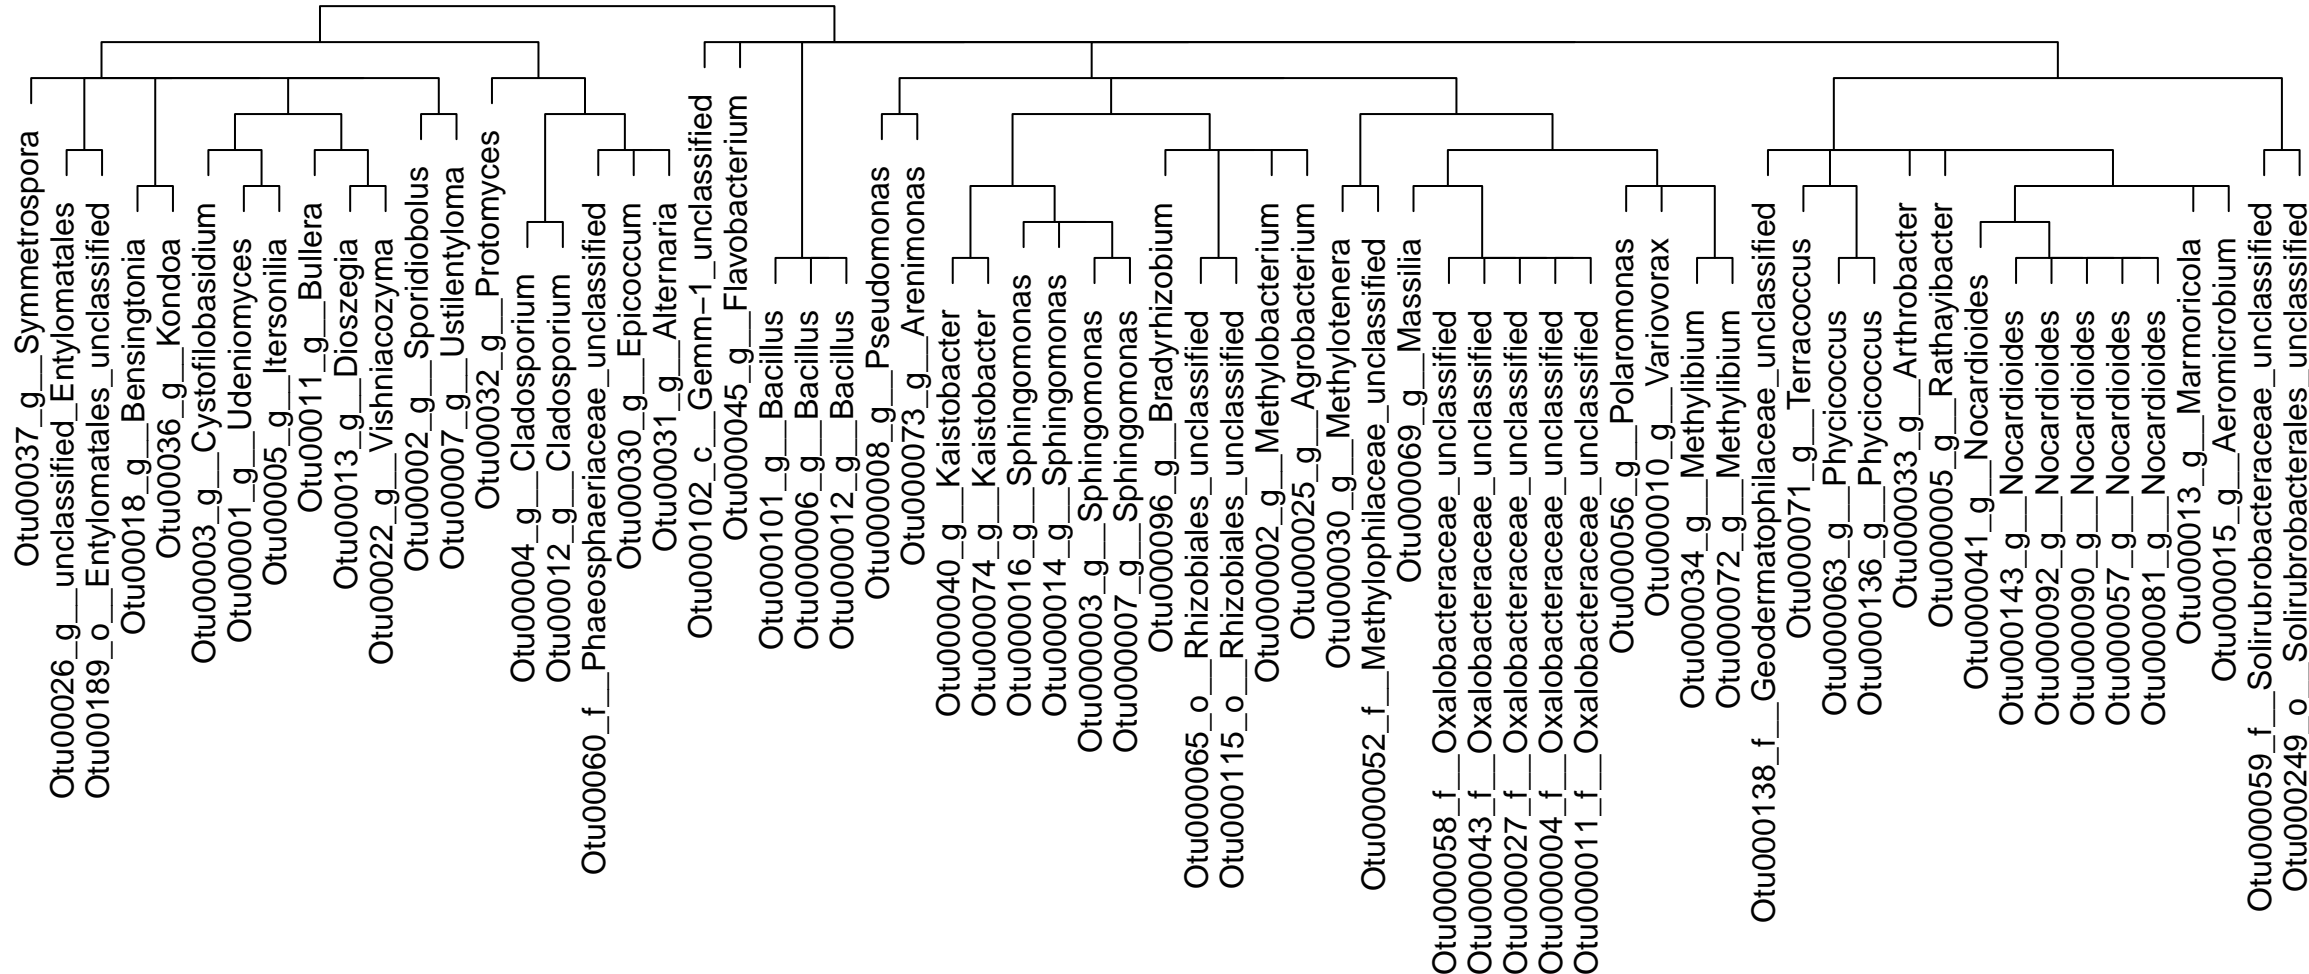 Otu00037_g__Symmetrospora
Otu00026_g__unclassified_Entylomatales
Otu00189_o__Entylomatales_unclassified
Otu00018_g__Bensingtonia
Otu00036_g__Kondoa
Otu00003_g__Cystofilobasidium
Otu00001_g__Udeniomyces
Otu00005_g__Itersonilia
Otu00011_g__Bullera
Otu00013_g__Dioszegia
Otu00022_g__Vishniacozyma
Otu00002_g__Sporidiobolus
Otu00007_g__Ustilentyloma
Otu00032_g__Protomyces
Otu00004_g__Cladosporium
Otu00012_g__Cladosporium
Otu00060_f__Phaeosphaeriaceae_unclassified
Otu00030_g__Epicoccum
Otu00031_g__Alternaria
Otu000102_c__Gemm−1_unclassified
Otu000045_g__Flavobacterium
Otu000101_g__Bacillus
Otu000006_g__Bacillus
Otu000012_g__Bacillus
Otu000008_g__Pseudomonas
Otu000073_g__Arenimonas
Otu000040_g__Kaistobacter
Otu000074_g__Kaistobacter
Otu000016_g__Sphingomonas
Otu000014_g__Sphingomonas
Otu000003_g__Sphingomonas
Otu000007_g__Sphingomonas
Otu000096_g__Bradyrhizobium
Otu000065_o__Rhizobiales_unclassified
Otu000115_o__Rhizobiales_unclassified
Otu000002_g__Methylobacterium
Otu000025_g__Agrobacterium
Otu000030_g__Methylotenera
Otu000052_f__Methylophilaceae_unclassified
Otu000069_g__Massilia
Otu000058_f__Oxalobacteraceae_unclassified
Otu000043_f__Oxalobacteraceae_unclassified
Otu000027_f__Oxalobacteraceae_unclassified
Otu000004_f__Oxalobacteraceae_unclassified
Otu000011_f__Oxalobacteraceae_unclassified
Otu000056_g__Polaromonas
Otu000010_g__Variovorax
Otu000034_g__Methylibium
Otu000072_g__Methylibium
Otu000138_f__Geodermatophilaceae_unclassified
Otu000071_g__Terracoccus
Otu000063_g__Phycicoccus
Otu000136_g__Phycicoccus
Otu000033_g__Arthrobacter
Otu000005_g__Rathayibacter
Otu000041_g__Nocardioides
Otu000143_g__Nocardioides
Otu000092_g__Nocardioides
Otu000090_g__Nocardioides
Otu000057_g__Nocardioides
Otu000081_g__Nocardioides
Otu000013_g__Marmoricola
Otu000015_g__Aeromicrobium
Otu000059_f__Solirubrobacteraceae_unclassified
Otu000249_o__Solirubrobacterales_unclassified